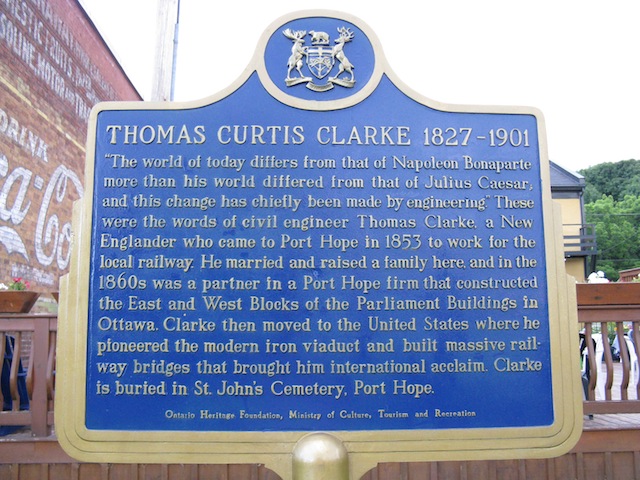 THOMAS CURTIS CLARKE 1827-1901
"The world of today differs from that of Napoleon Bonaparte
more than his world differed from that of Julius Caesar,
and this change has chiefly been made by engineering." These
were the words of civil engineer Thomas Clarke, a New
Englander who came to Port Hope in 1853 to work for the
local railway. He married and raised a family here, and in the
1860s was a partner in a Port Hope firm that constructed
the East and West Blocks of the Parliament Buildings in
Ottawa. Clarke then moved to the United States where he
pioneered the modern iron viaduct and built massive rail-
way bridges that brought him international acclaim. Clarke
is buried in St. John's Cemetery, Port Hope.
Ontario Heritage Foundation, Ministry of Culture, Tourism and Recreation